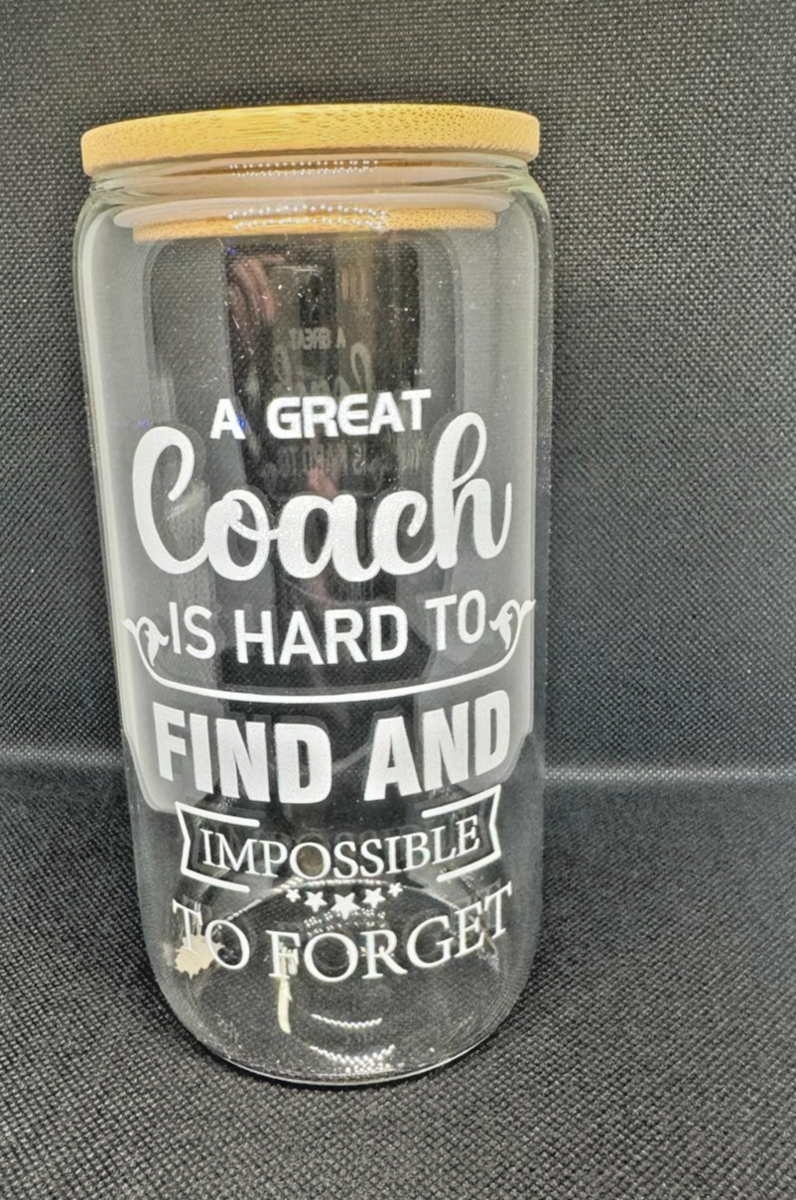 A GREAT
Coach
IS HARD TO
FIND AND
IMPOSSIBLE
TO FORGET